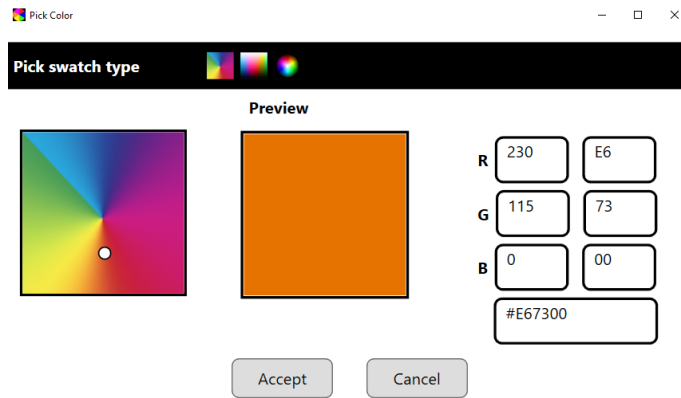 Pick Color
Pick swatch type
Preview
R 230 E6
G 115 73
B 0 00
#E67300
Accept Cancel